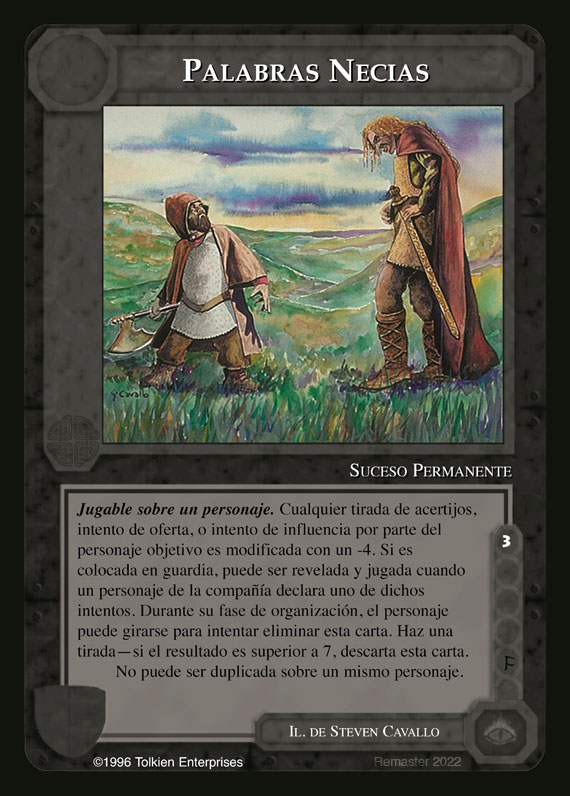 Palabras Necias
Y Cavallo
Suceso Permanente
Jugable sobre un personaje. Cualquier tirada de acertijos,
intento de oferta, o intento de influencia por parte del
personaje objetivo es modificada con un -4. Si es
colocada en guardia, puede ser revelada y jugada cuando
un personaje de la compañía declara uno de dichos
intentos. Durante su fase de organización, el personaje
puede girarse para intentar eliminar esta carta. Haz una
tirada—si el resultado es superior a 7, descarta esta carta.
No puede ser duplicada sobre un mismo personaje.
3
Il. de Steven Cavallo
©1996 Tolkien Enterprises
Remaster 2022